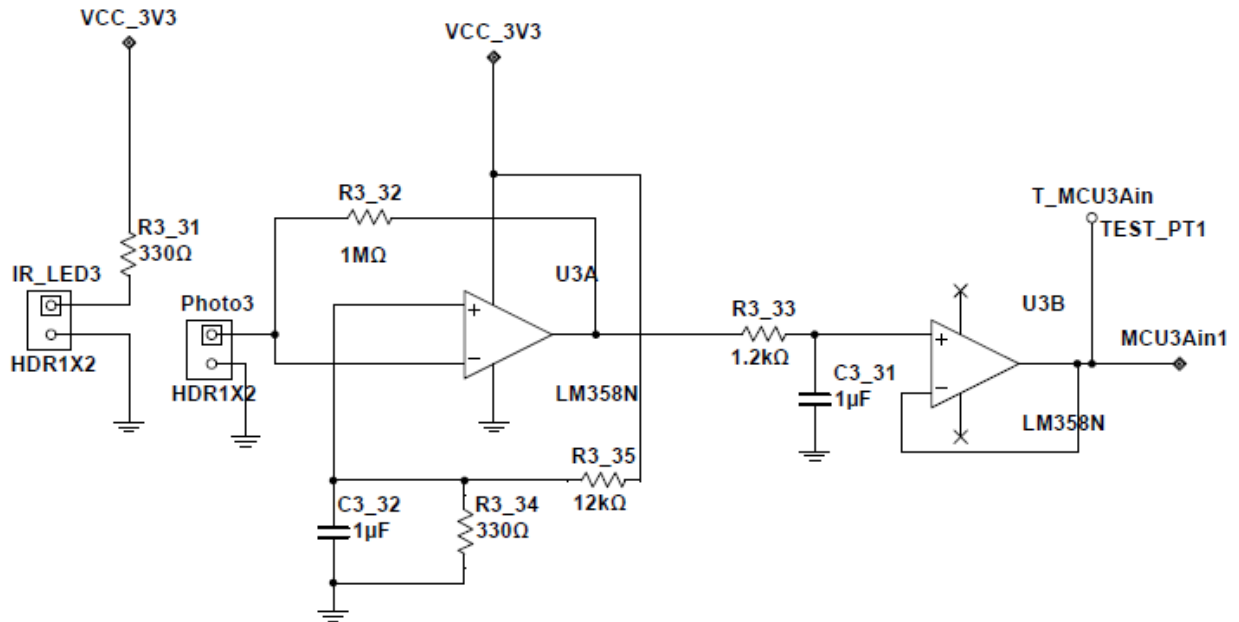 VCC_3V3
VCC_3V3
R3_31
330Ω
IR_LED3
HDR1X2
Photo3
HDR1X2
R3_32
1MΩ
U3A
+
−
LM358N
R3_35
12kΩ
C3_32
1µF
R3_34
330Ω
R3_33
1.2kΩ
C3_31
1µF
T_MCU3Ain
TEST_PT1
U3B
+
−
LM358N
MCU3Ain1